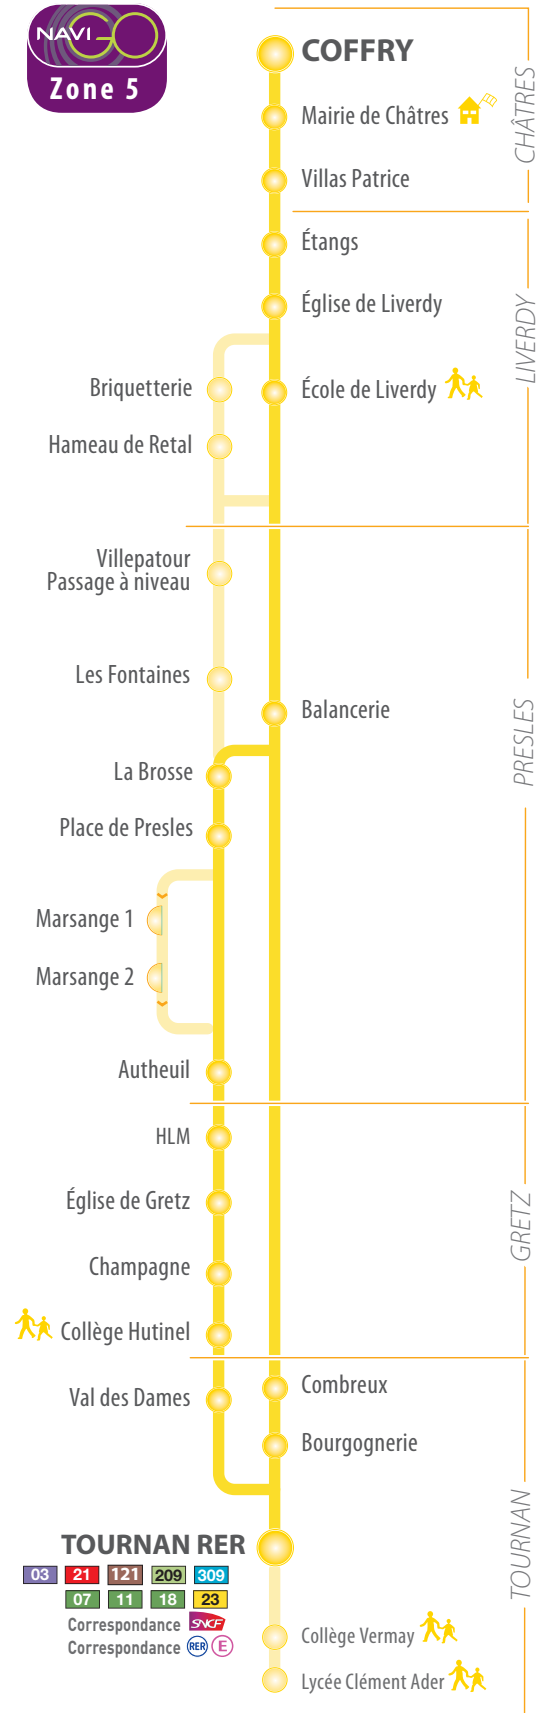 NAVIGO
Zone 5
COFFRY
Mairie de Châtres
Villas Patrice
CHÂTRES
Étangs
Église de Liverdy
LIVERDY
Briquetterie
École de Liverdy
Hameau de Retal
Villepatour
Passage à niveau
Les Fontaines
Balancerie
PRESLES
La Brosse
Place de Presles
Marsange 1
Marsange 2
Autheuil
HLM
Église de Gretz
GRETZ
Champagne
Collège Hutinel
Val des Dames
Combreux
Bourgognerie
TOURNAN
TOURNAN RER
03 21 121 209 309
07 11 18 23
Correspondance SNCF
Correspondance RER E
Collège Vermay
Lycée Clément Ader